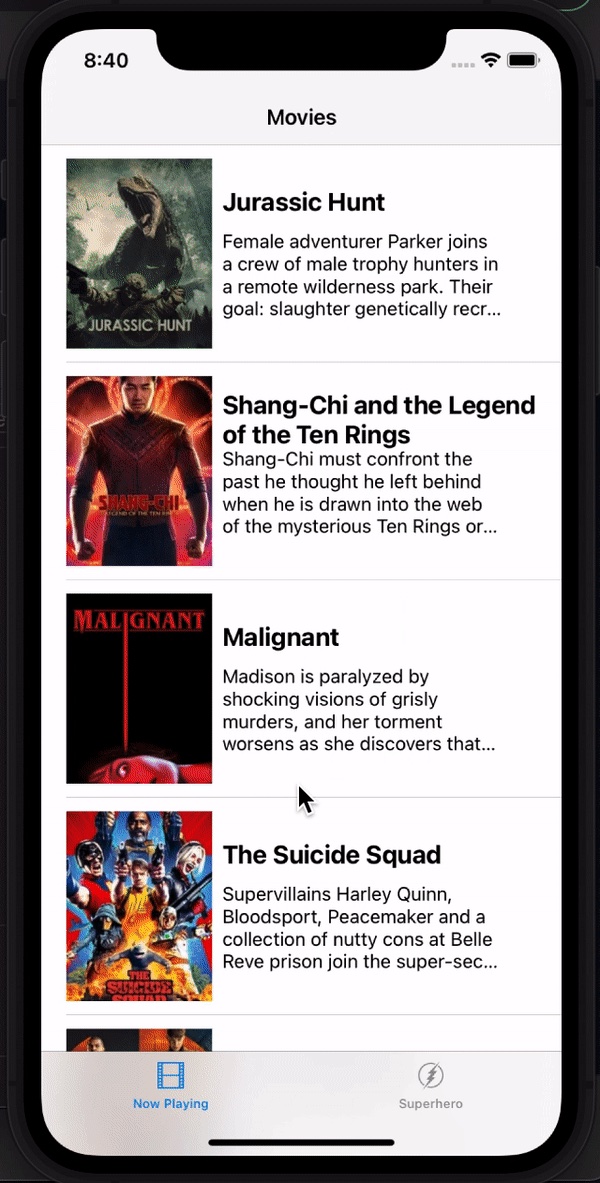 8:40
Movies
JURASSIC HUNT
Jurassic Hunt
Female adventurer Parker joins
a crew of male trophy hunters in
a remote wilderness park. Their
goal: slaughter genetically recr...
SHANG-CHI
LEGEND OF THE TEN RINGS
Shang-Chi and the Legend
of the Ten Rings
Shang-Chi must confront the
past he thought he left behind
when he is drawn into the web
of the mysterious Ten Rings or...
MALIGNANT
Malignant
Madison is paralyzed by
shocking visions of grisly
murders, and her torment
worsens as she discovers that...
THE
SUICIDE
SQUAD
The Suicide Squad
Supervillains Harley Quinn,
Bloodsport, Peacemaker and a
collection of nutty cons at Belle
Reve prison join the super-sec...
Now Playing
Superhero